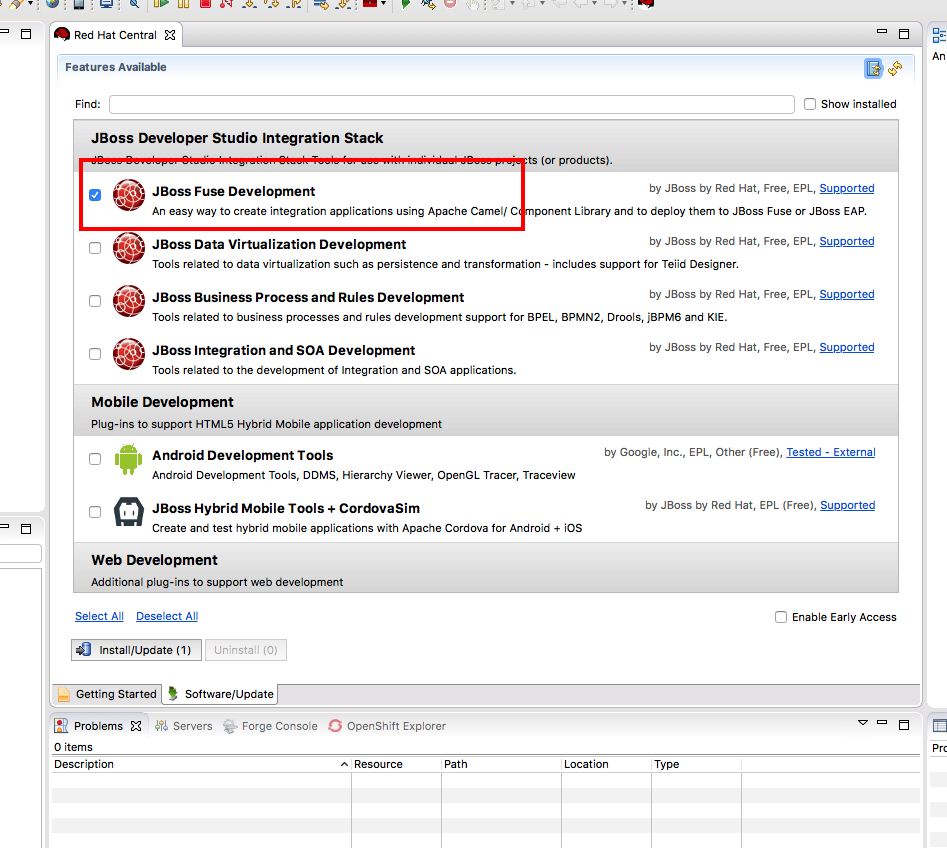 Red Hat Central
Features Available
An
Find:
Show installed
JBoss Developer Studio Integration Stack
JBoss Developer Studio Integration Stack Tools for use with individual JBoss projects (or products).
JBoss Fuse Development
by JBoss by Red Hat, Free, EPL, Supported
An easy way to create integration applications using Apache Camel/ Component Library and to deploy them to JBoss Fuse or JBoss EAP.
JBoss Data Virtualization Development
by JBoss by Red Hat, Free, EPL, Supported
Tools related to data virtualization such as persistence and transformation - includes support for Teiid Designer.
JBoss Business Process and Rules Development
by JBoss by Red Hat, Free, EPL, Supported
Tools related to business processes and rules development support for BPEL, BPMN2, Drools, jBPM6 and KIE.
JBoss Integration and SOA Development
by JBoss by Red Hat, Free, EPL, Supported
Tools related to the development of Integration and SOA applications.
Mobile Development
Plug-ins to support HTML5 Hybrid Mobile application development
Android Development Tools
by Google, Inc., EPL, Other (Free), Tested - External
Android Development Tools, DDMS, Hierarchy Viewer, OpenGL Tracer, Traceview
JBoss Hybrid Mobile Tools + CordovaSim
by JBoss by Red Hat, EPL (Free), Supported
Create and test hybrid mobile applications with Apache Cordova for Android + iOS
Web Development
Additional plug-ins to support web development
Select All Deselect All
Enable Early Access
Install/Update (1) Uninstall (0)
Getting Started Software/Update
Problems Servers Forge Console OpenShift Explorer
0 items
Pro
Description Resource Path Location Type